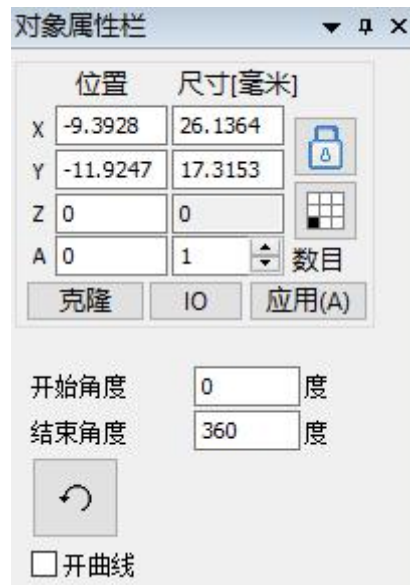 对象属性栏
位置 尺寸[毫米]
X -9.3928 26.1364
Y -11.9247 17.3153
Z 0 0
A 0 1 数目
克隆 IO 应用(A)
开始角度 0 度
结束角度 360 度
开曲线